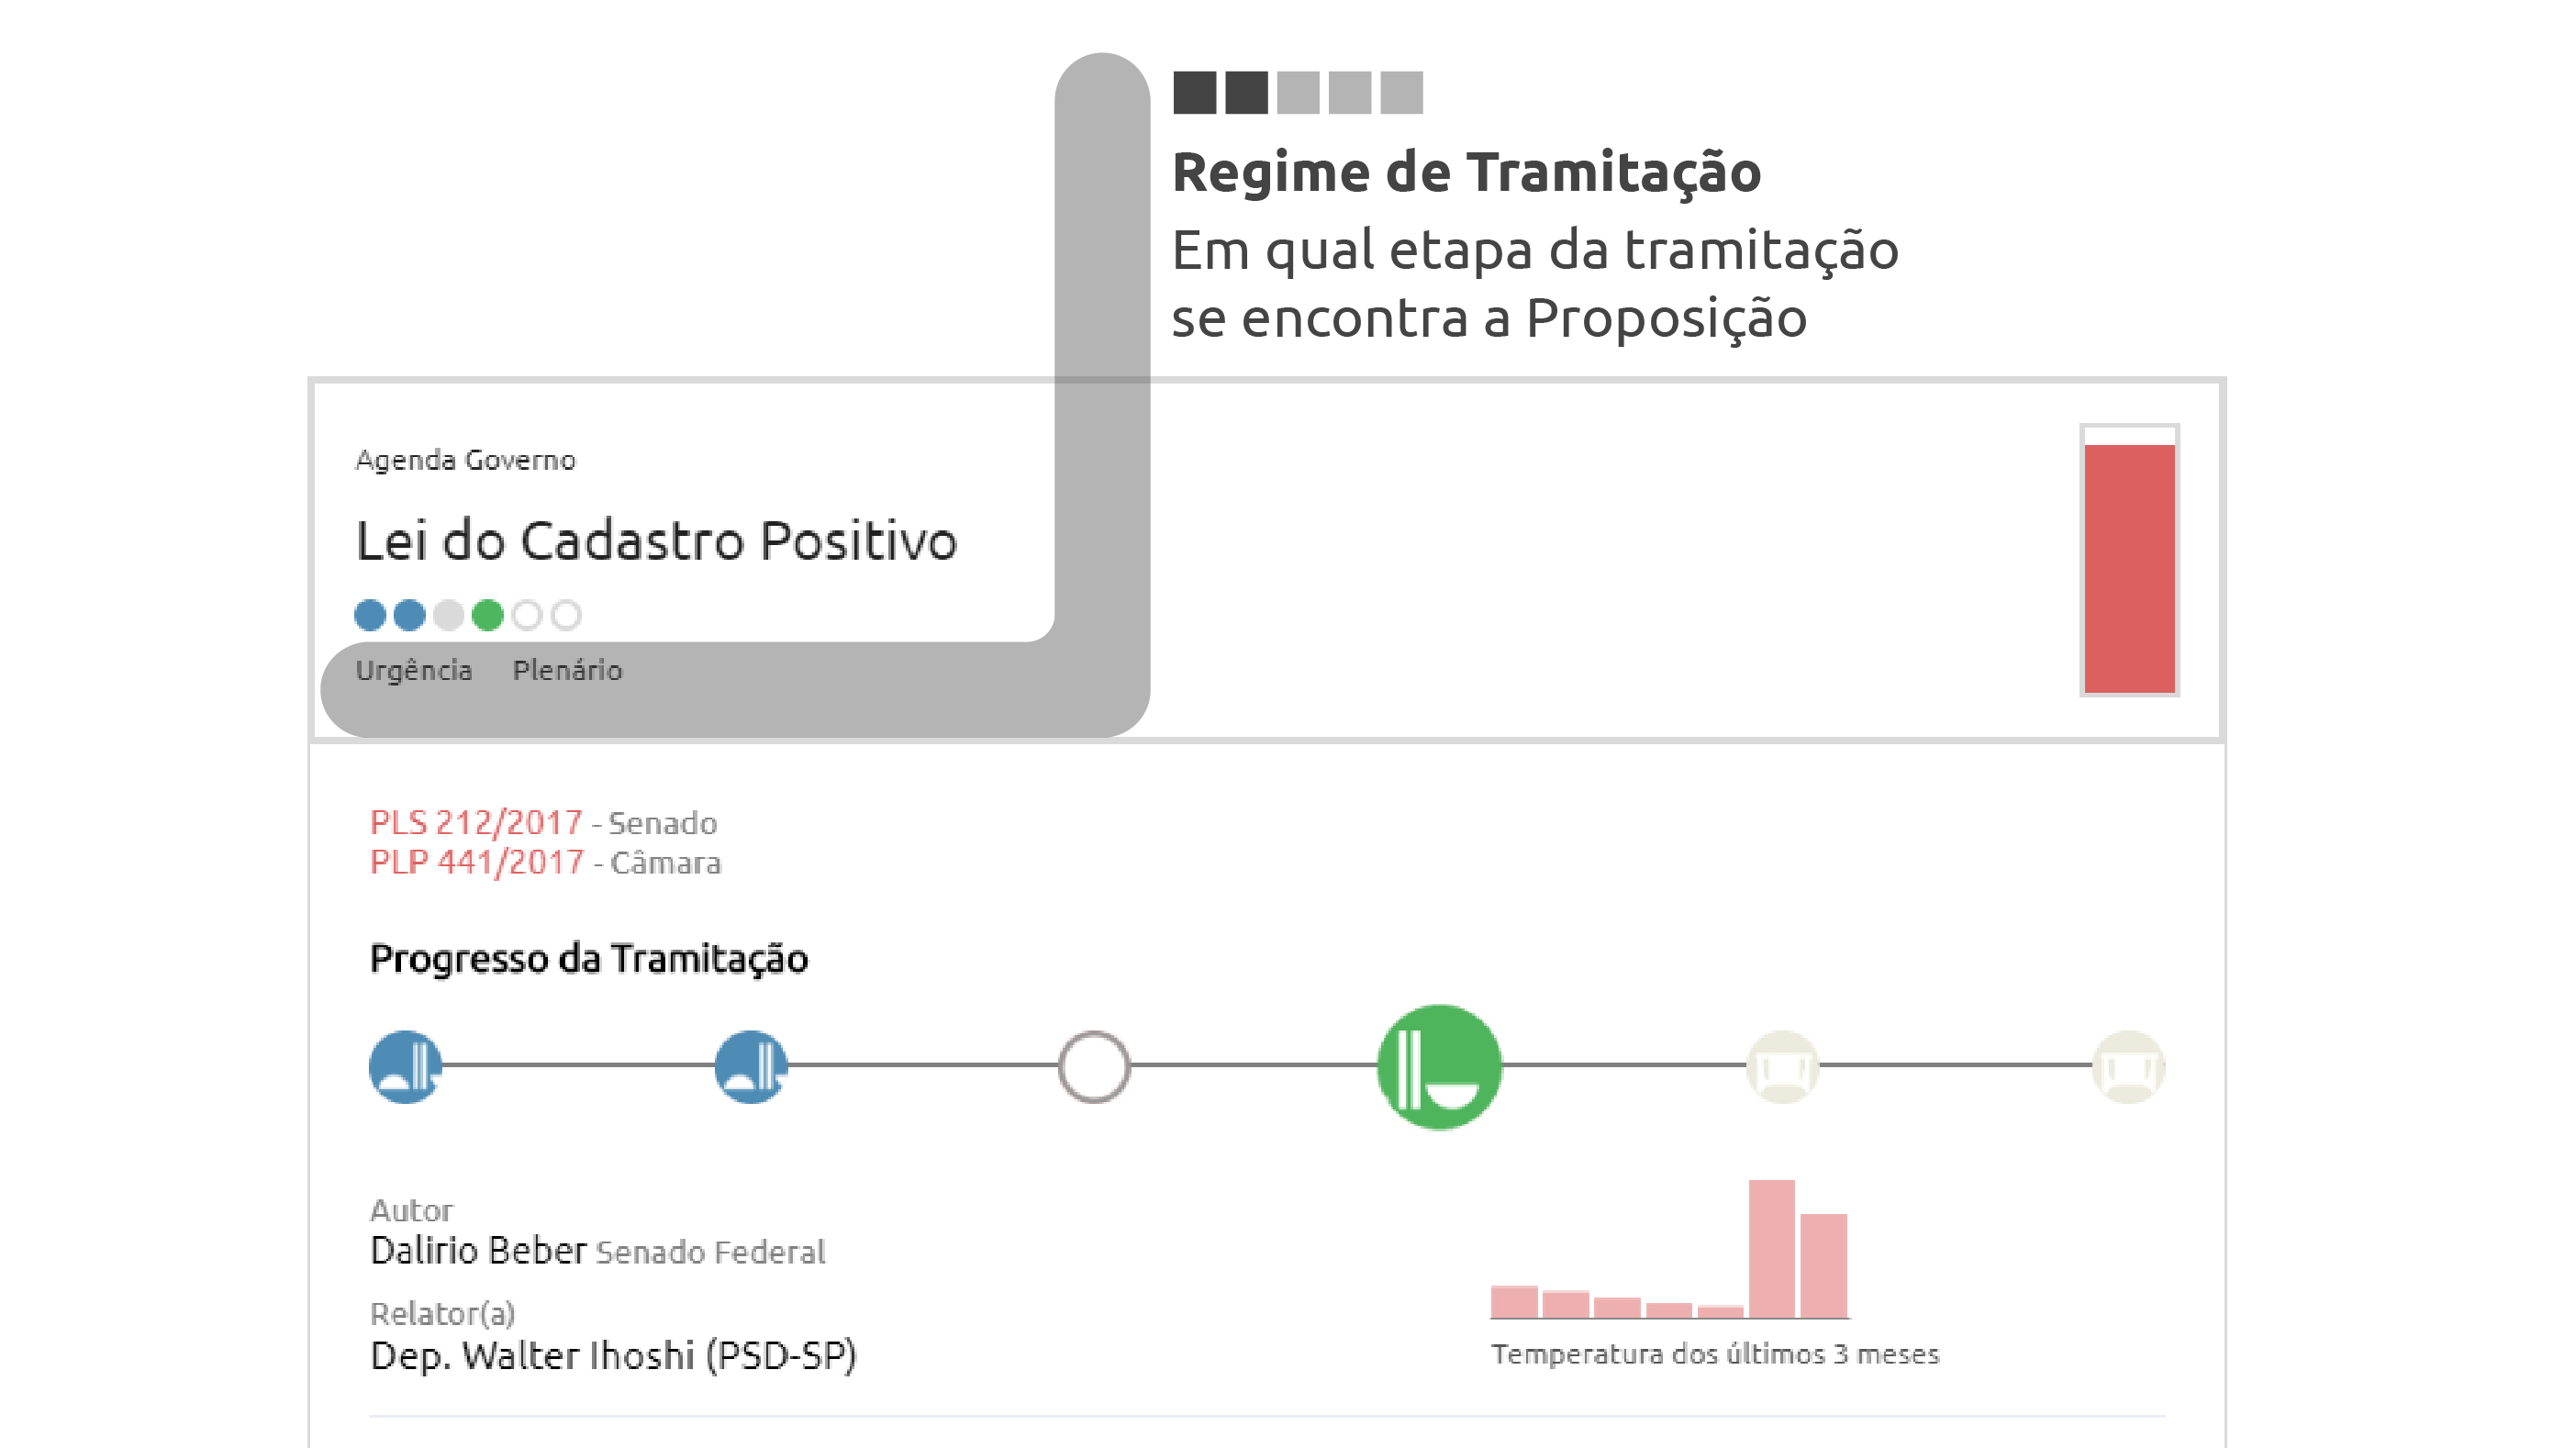 Regime de Tramitação
Em qual etapa da tramitação
se encontra a Proposição
Agenda Governo
Lei do Cadastro Positivo
Urgência Plenário
PLS 212/2017 - Senado
PLP 441/2017 - Câmara
Progresso da Tramitação
Autor
Dalirio Beber Senado Federal
Relator(a)
Dep. Walter Ihoshi (PSD-SP)
Temperatura dos últimos 3 meses